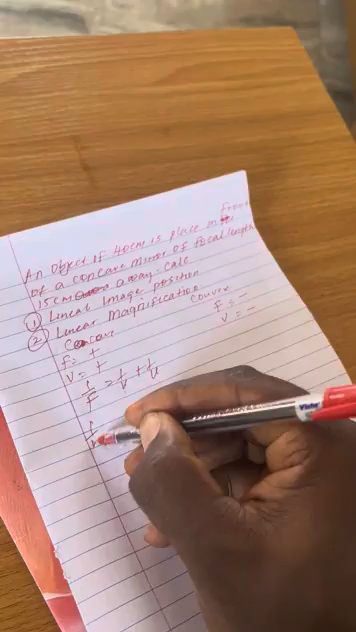 An Object of 40cm is place in front
of a concave mirror of focal length
15cm away. Calc
① Linear Image position
② Linear Magnification
Concave
f = +
v = +
Convex
f = -
v = -
1/f = 1/v + 1/u
1